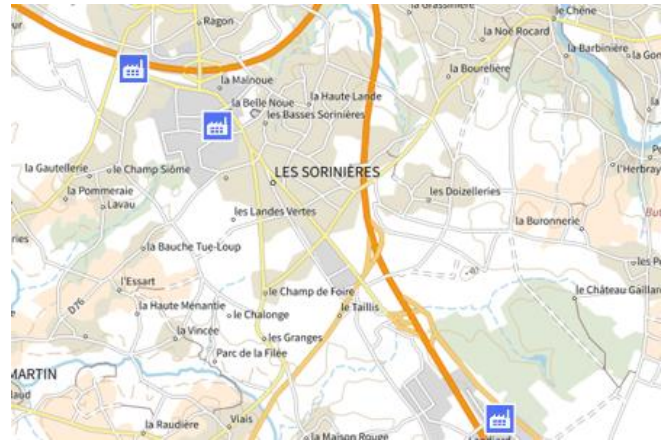 la Grassinière
le Chêne
Ragon
la Noë Rocard
la Barbinière
la Bourelière
la Maïnoue
la Belle Noue
la Haute Lande
les Basses Sorinières
la Gautellerie
le Champ Siôme
LES SORINIÈRES
l'Herbray
la Pommeraie
Lavau
les Doizelleries
les Landes Vertes
la Buronnerie
la Bauche Tue-Loup
l'Essart
le Champ de Foire
le Château Gaillar
D76
la Haute Ménantie
le Chalonge
le Taillis
la Vincée
les Granges
Parc de la Filée
MARTIN
la Raudière
Viais
la Maison Rouge